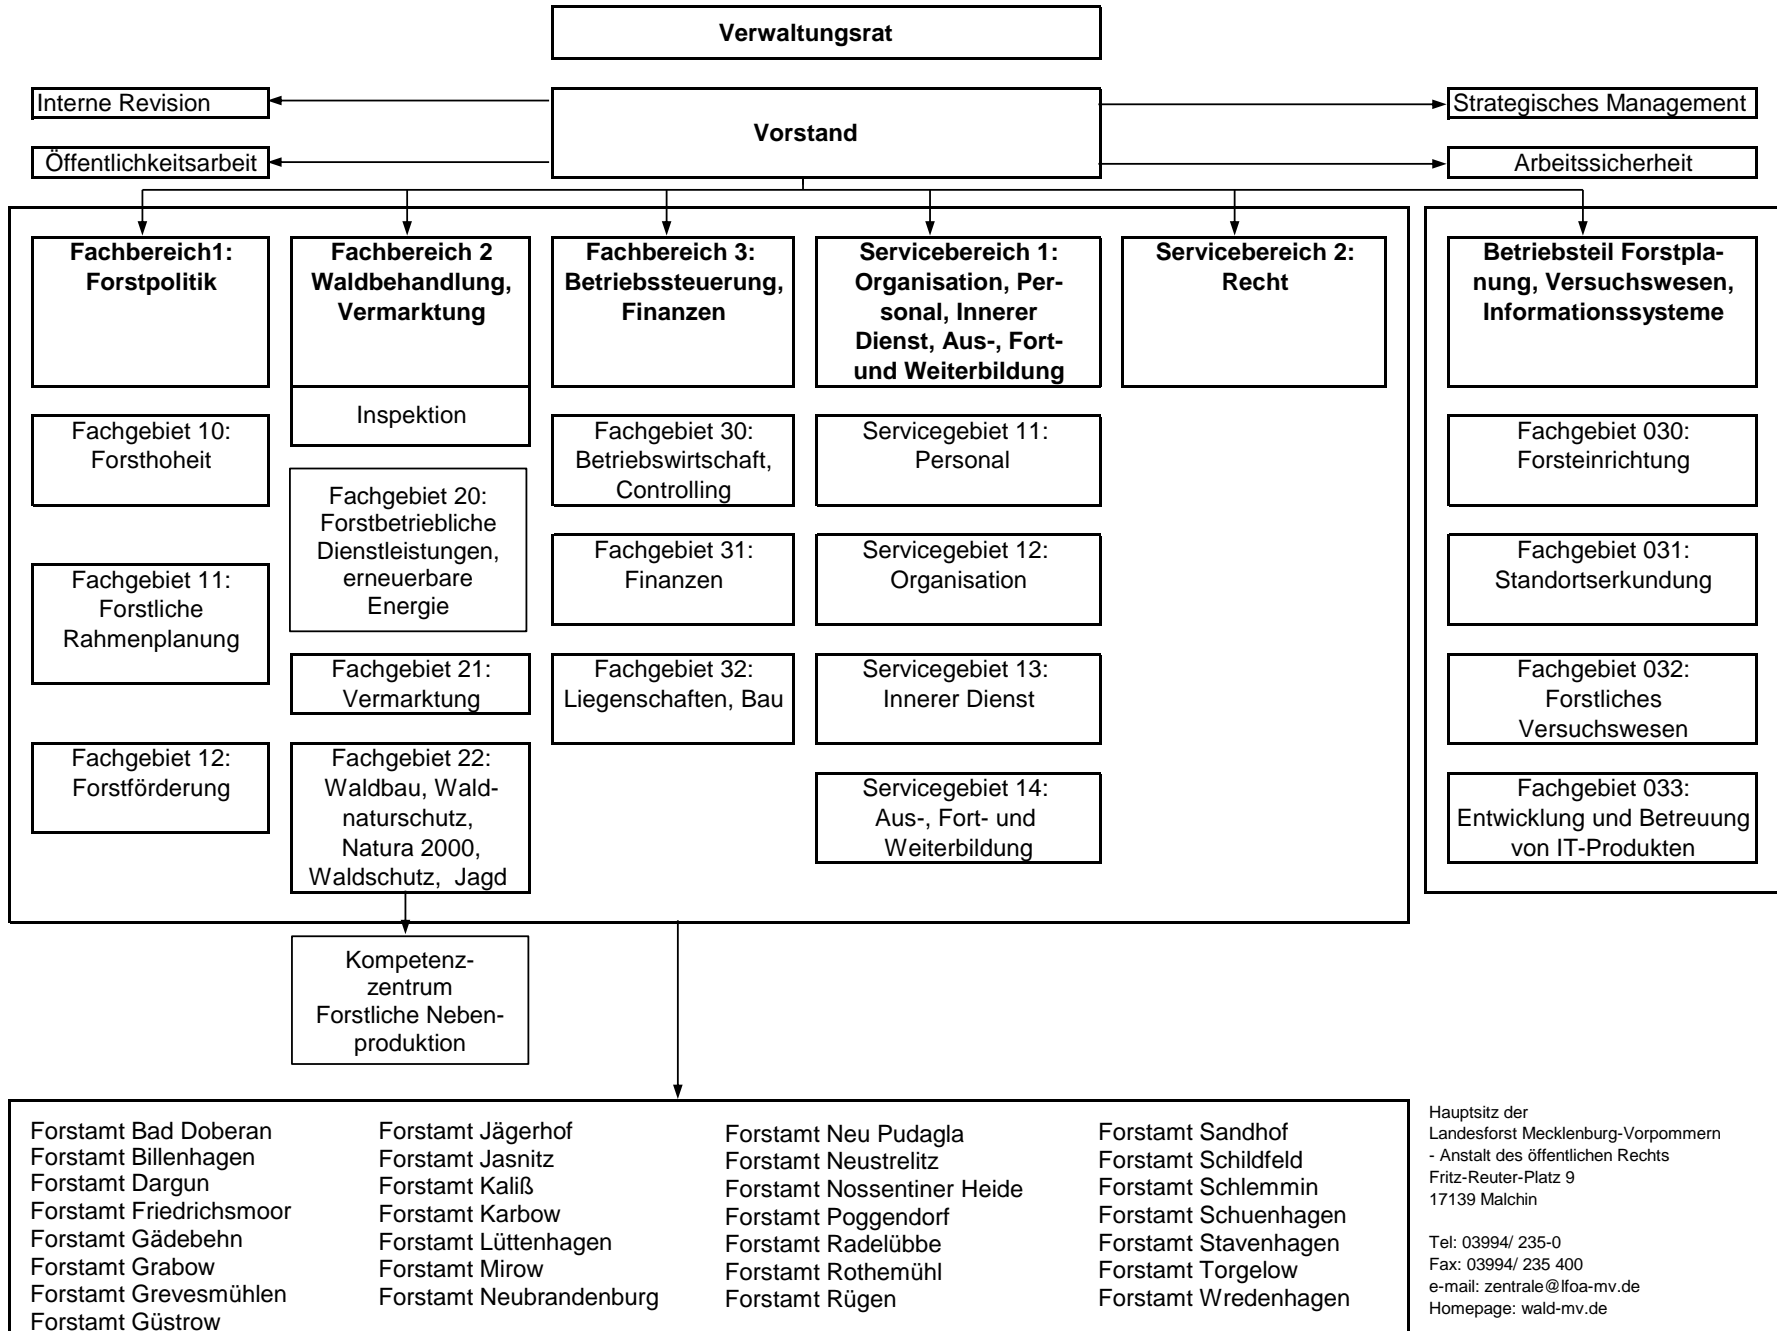 Verwaltungsrat
Interne Revision
Vorstand
Strategisches Management
Öffentlichkeitsarbeit
Arbeitssicherheit
Fachbereich1:
Forstpolitik
Fachbereich 2
Waldbehandlung,
Vermarktung
Inspektion
Fachbereich 3:
Betriebssteuerung,
Finanzen
Servicebereich 1:
Organisation, Per-
sonal, Innerer
Dienst, Aus-, Fort-
und Weiterbildung
Servicebereich 2:
Recht
Betriebsteil Forstpla-
nung, Versuchswesen,
Informationssysteme
Fachgebiet 10:
Forsthoheit
Fachgebiet 11:
Forstliche
Rahmenplanung
Fachgebiet 12:
Forstförderung
Fachgebiet 20:
Forstbetriebliche
Dienstleistungen,
erneuerbare
Energie
Fachgebiet 21:
Vermarktung
Fachgebiet 22:
Waldbau, Wald-
naturschutz,
Natura 2000,
Waldschutz, Jagd
Fachgebiet 30:
Betriebswirtschaft,
Controlling
Fachgebiet 31:
Finanzen
Fachgebiet 32:
Liegenschaften, Bau
Servicegebiet 11:
Personal
Servicegebiet 12:
Organisation
Servicegebiet 13:
Innerer Dienst
Servicegebiet 14:
Aus-, Fort- und
Weiterbildung
Fachgebiet 030:
Forsteinrichtung
Fachgebiet 031:
Standortserkundung
Fachgebiet 032:
Forstliches
Versuchswesen
Fachgebiet 033:
Entwicklung und Betreuung
von IT-Produkten
Kompetenz-
zentrum
Forstliche Neben-
produktion
Forstamt Bad Doberan
Forstamt Billenhagen
Forstamt Dargun
Forstamt Friedrichsmoor
Forstamt Gädebehn
Forstamt Grabow
Forstamt Grevesmühlen
Forstamt Güstrow
Forstamt Jägerhof
Forstamt Jasnitz
Forstamt Kaliß
Forstamt Karbow
Forstamt Lüttenhagen
Forstamt Mirow
Forstamt Neubrandenburg
Forstamt Neu Pudagla
Forstamt Neustrelitz
Forstamt Nossentiner Heide
Forstamt Poggendorf
Forstamt Radelübbe
Forstamt Rothemühl
Forstamt Rügen
Forstamt Sandhof
Forstamt Schildfeld
Forstamt Schlemmin
Forstamt Schuenhagen
Forstamt Stavenhagen
Forstamt Torgelow
Forstamt Wredenhagen
Hauptsitz der
Landesforst Mecklenburg-Vorpommern
- Anstalt des öffentlichen Rechts
Fritz-Reuter-Platz 9
17139 Malchin
Tel: 03994/ 235-0
Fax: 03994/ 235 400
e-mail: zentrale@lfoa-mv.de
Homepage: wald-mv.de